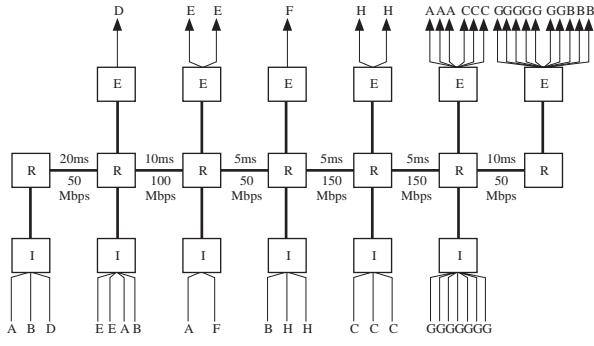 D E E F H H AAA CCC GGGGG GGBBB
E E E E E E
20ms 10ms 5ms 5ms 5ms 10ms
R R R R R R R
50 100 50 150 150 50
Mbps Mbps Mbps Mbps Mbps Mbps
I I I I I I
A B D E E A B A F B H H C C C GGGGGGG